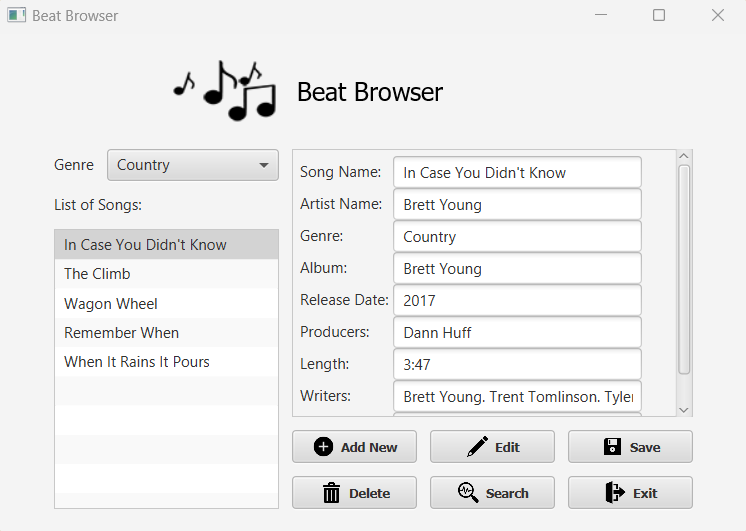 Beat Browser
Beat Browser
Genre Country
List of Songs:
In Case You Didn't Know
The Climb
Wagon Wheel
Remember When
When It Rains It Pours
Song Name: In Case You Didn't Know
Artist Name: Brett Young
Genre: Country
Album: Brett Young
Release Date: 2017
Producers: Dann Huff
Length: 3:47
Writers: Brett Young. Trent Tomlinson. Tyler
Add New Edit Save
Delete Search Exit